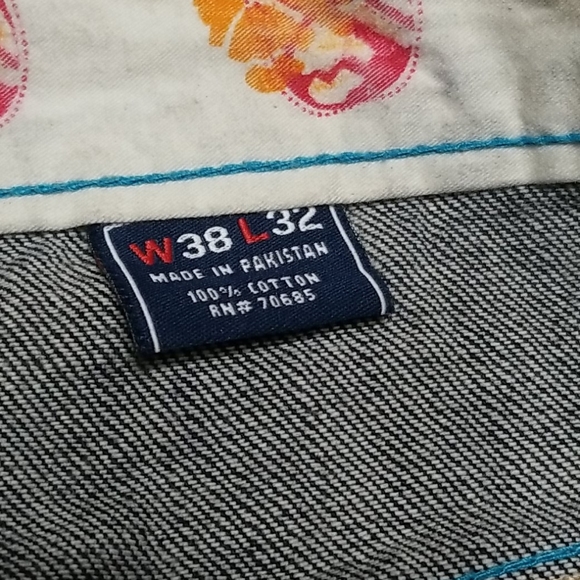 W38 L32
MADE IN PAKISTAN
100% COTTON
RN# 70685